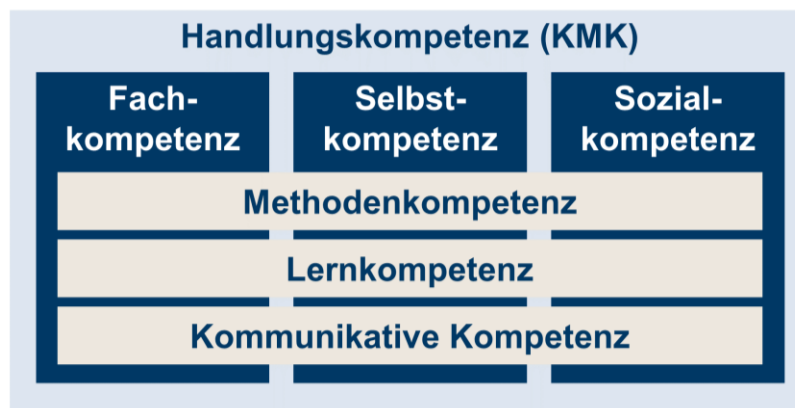 Handlungskompetenz (KMK)
Fach-
kompetenz
Selbst-
kompetenz
Sozial-
kompetenz
Methodenkompetenz
Lernkompetenz
Kommunikative Kompetenz